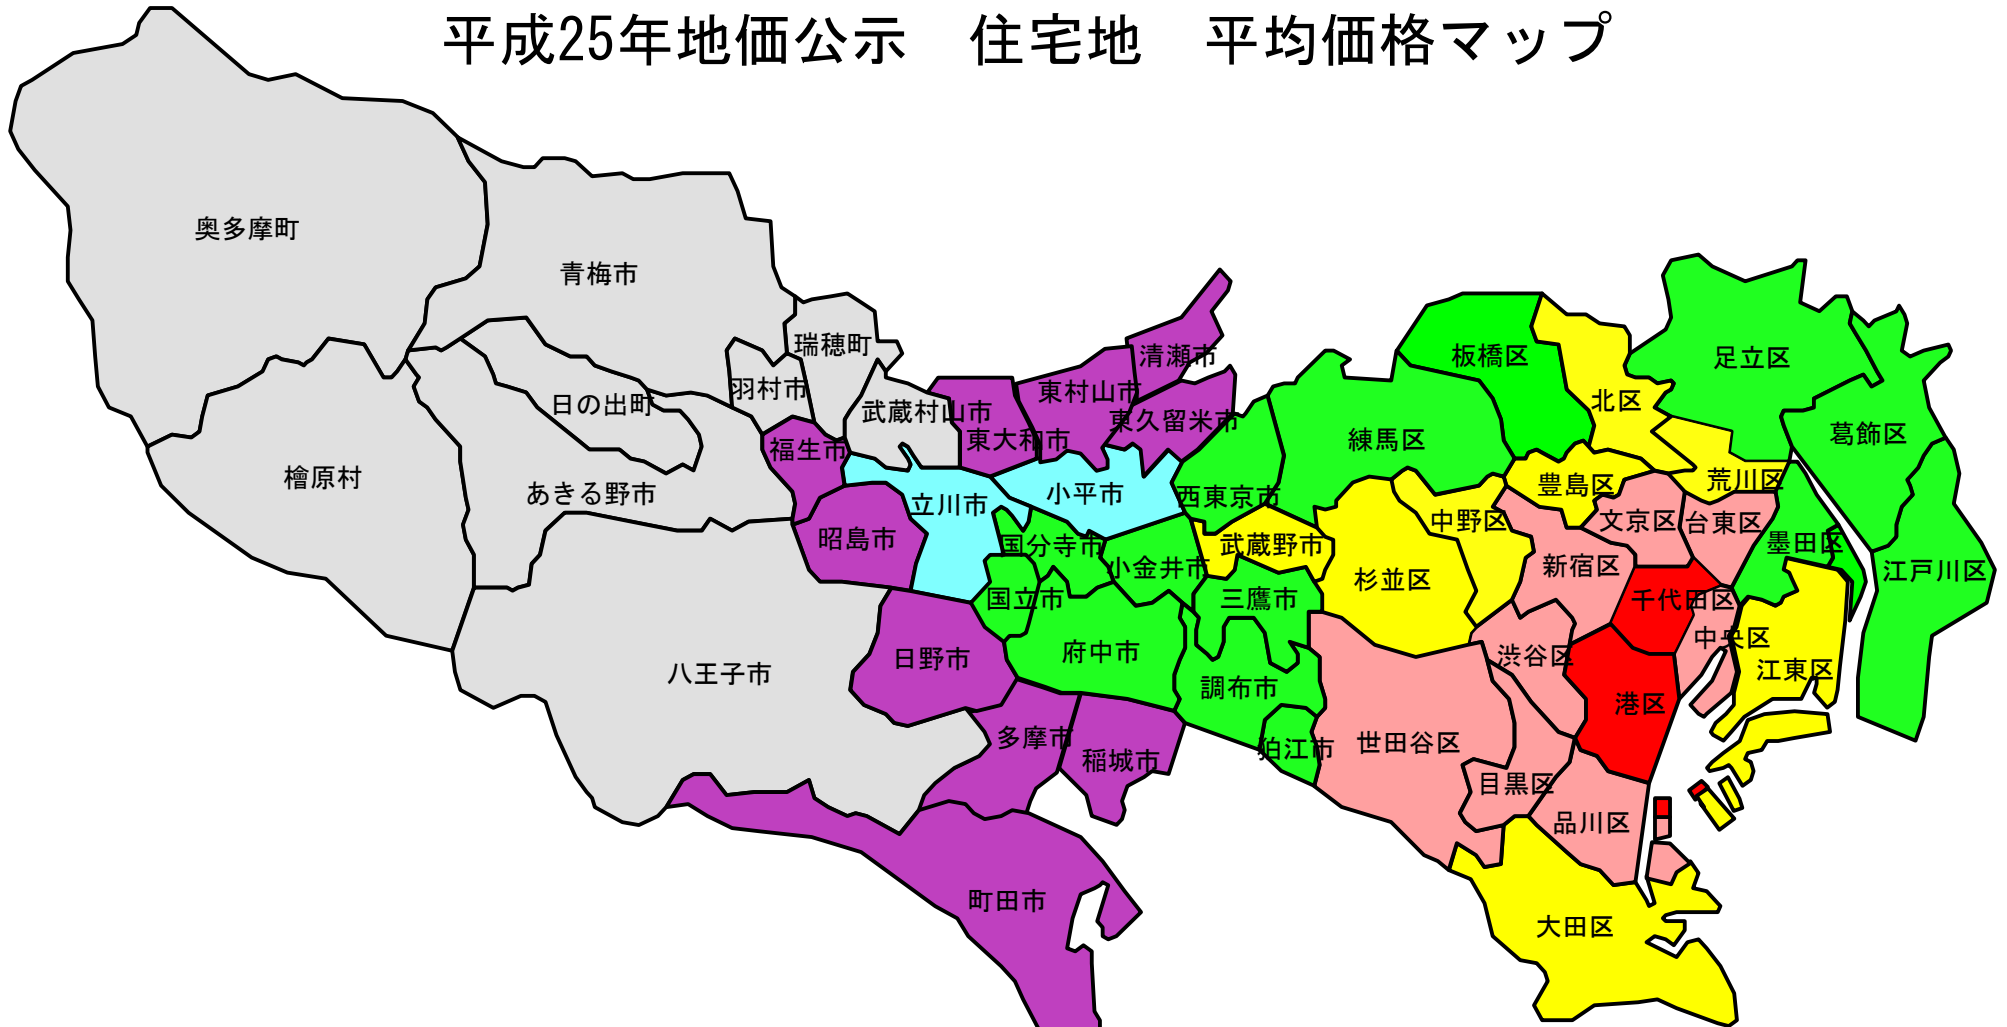 平成25年地価公示　住宅地　平均価格マップ
奥多摩町
青梅市
瑞穂町
羽村市
日の出町
武蔵村山市
東大和市
東村山市
清瀬市
東久留米市
檜原村
あきる野市
福生市
昭島市
立川市
小平市
西東京市
国分寺市
小金井市
国立市
武蔵野市
三鷹市
八王子市
日野市
府中市
調布市
狛江市
多摩市
稲城市
町田市
板橋区
練馬区
北区
足立区
葛飾区
荒川区
豊島区
中野区
杉並区
文京区
台東区
墨田区
江戸川区
新宿区
千代田区
中央区
江東区
渋谷区
港区
世田谷区
目黒区
品川区
大田区